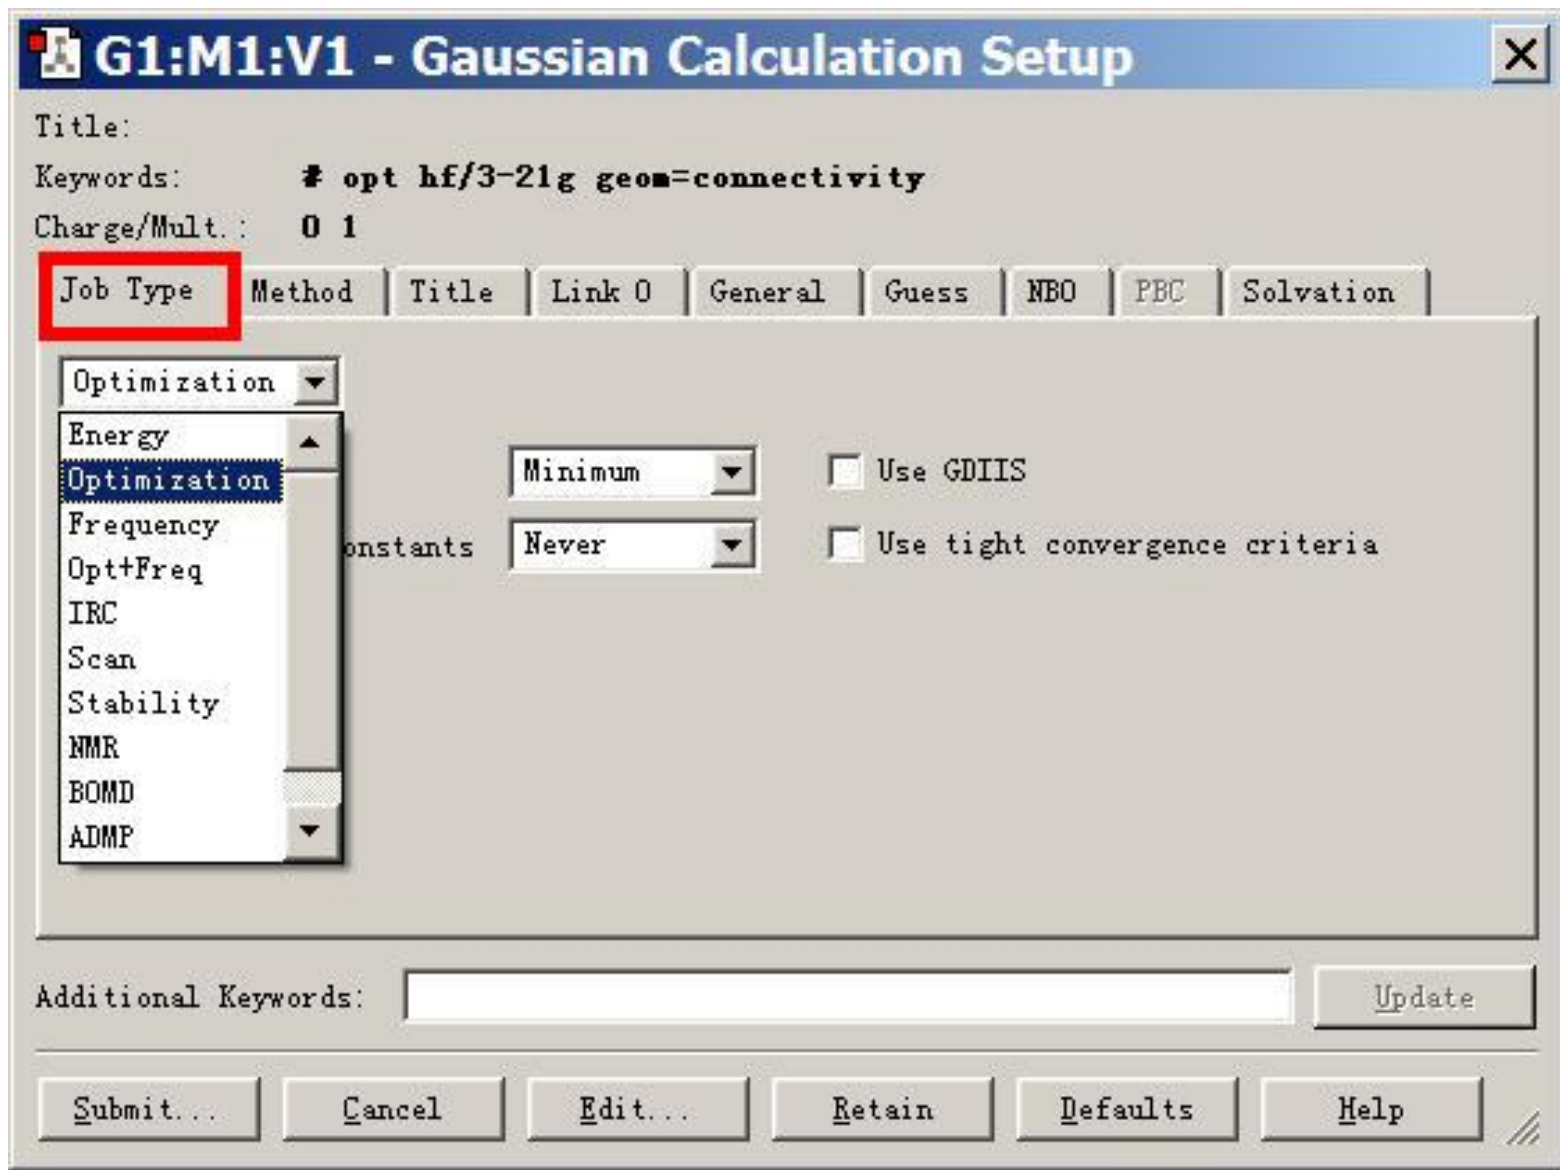 G1:M1:V1 - Gaussian Calculation Setup
Title:
Keywords: # opt hf/3-21g geom=connectivity
Charge/Mult.: 0 1
Job Type Method Title Link 0 General Guess NBO PBC Solvation
Optimization
Energy
Optimization
Frequency
Opt+Freq
IRC
Scan
Stability
NMR
BOMD
ADMP
Minimum Use GDIIS
onstants Never Use tight convergence criteria
Additional Keywords: Update
Submit... Cancel Edit... Retain Defaults Help